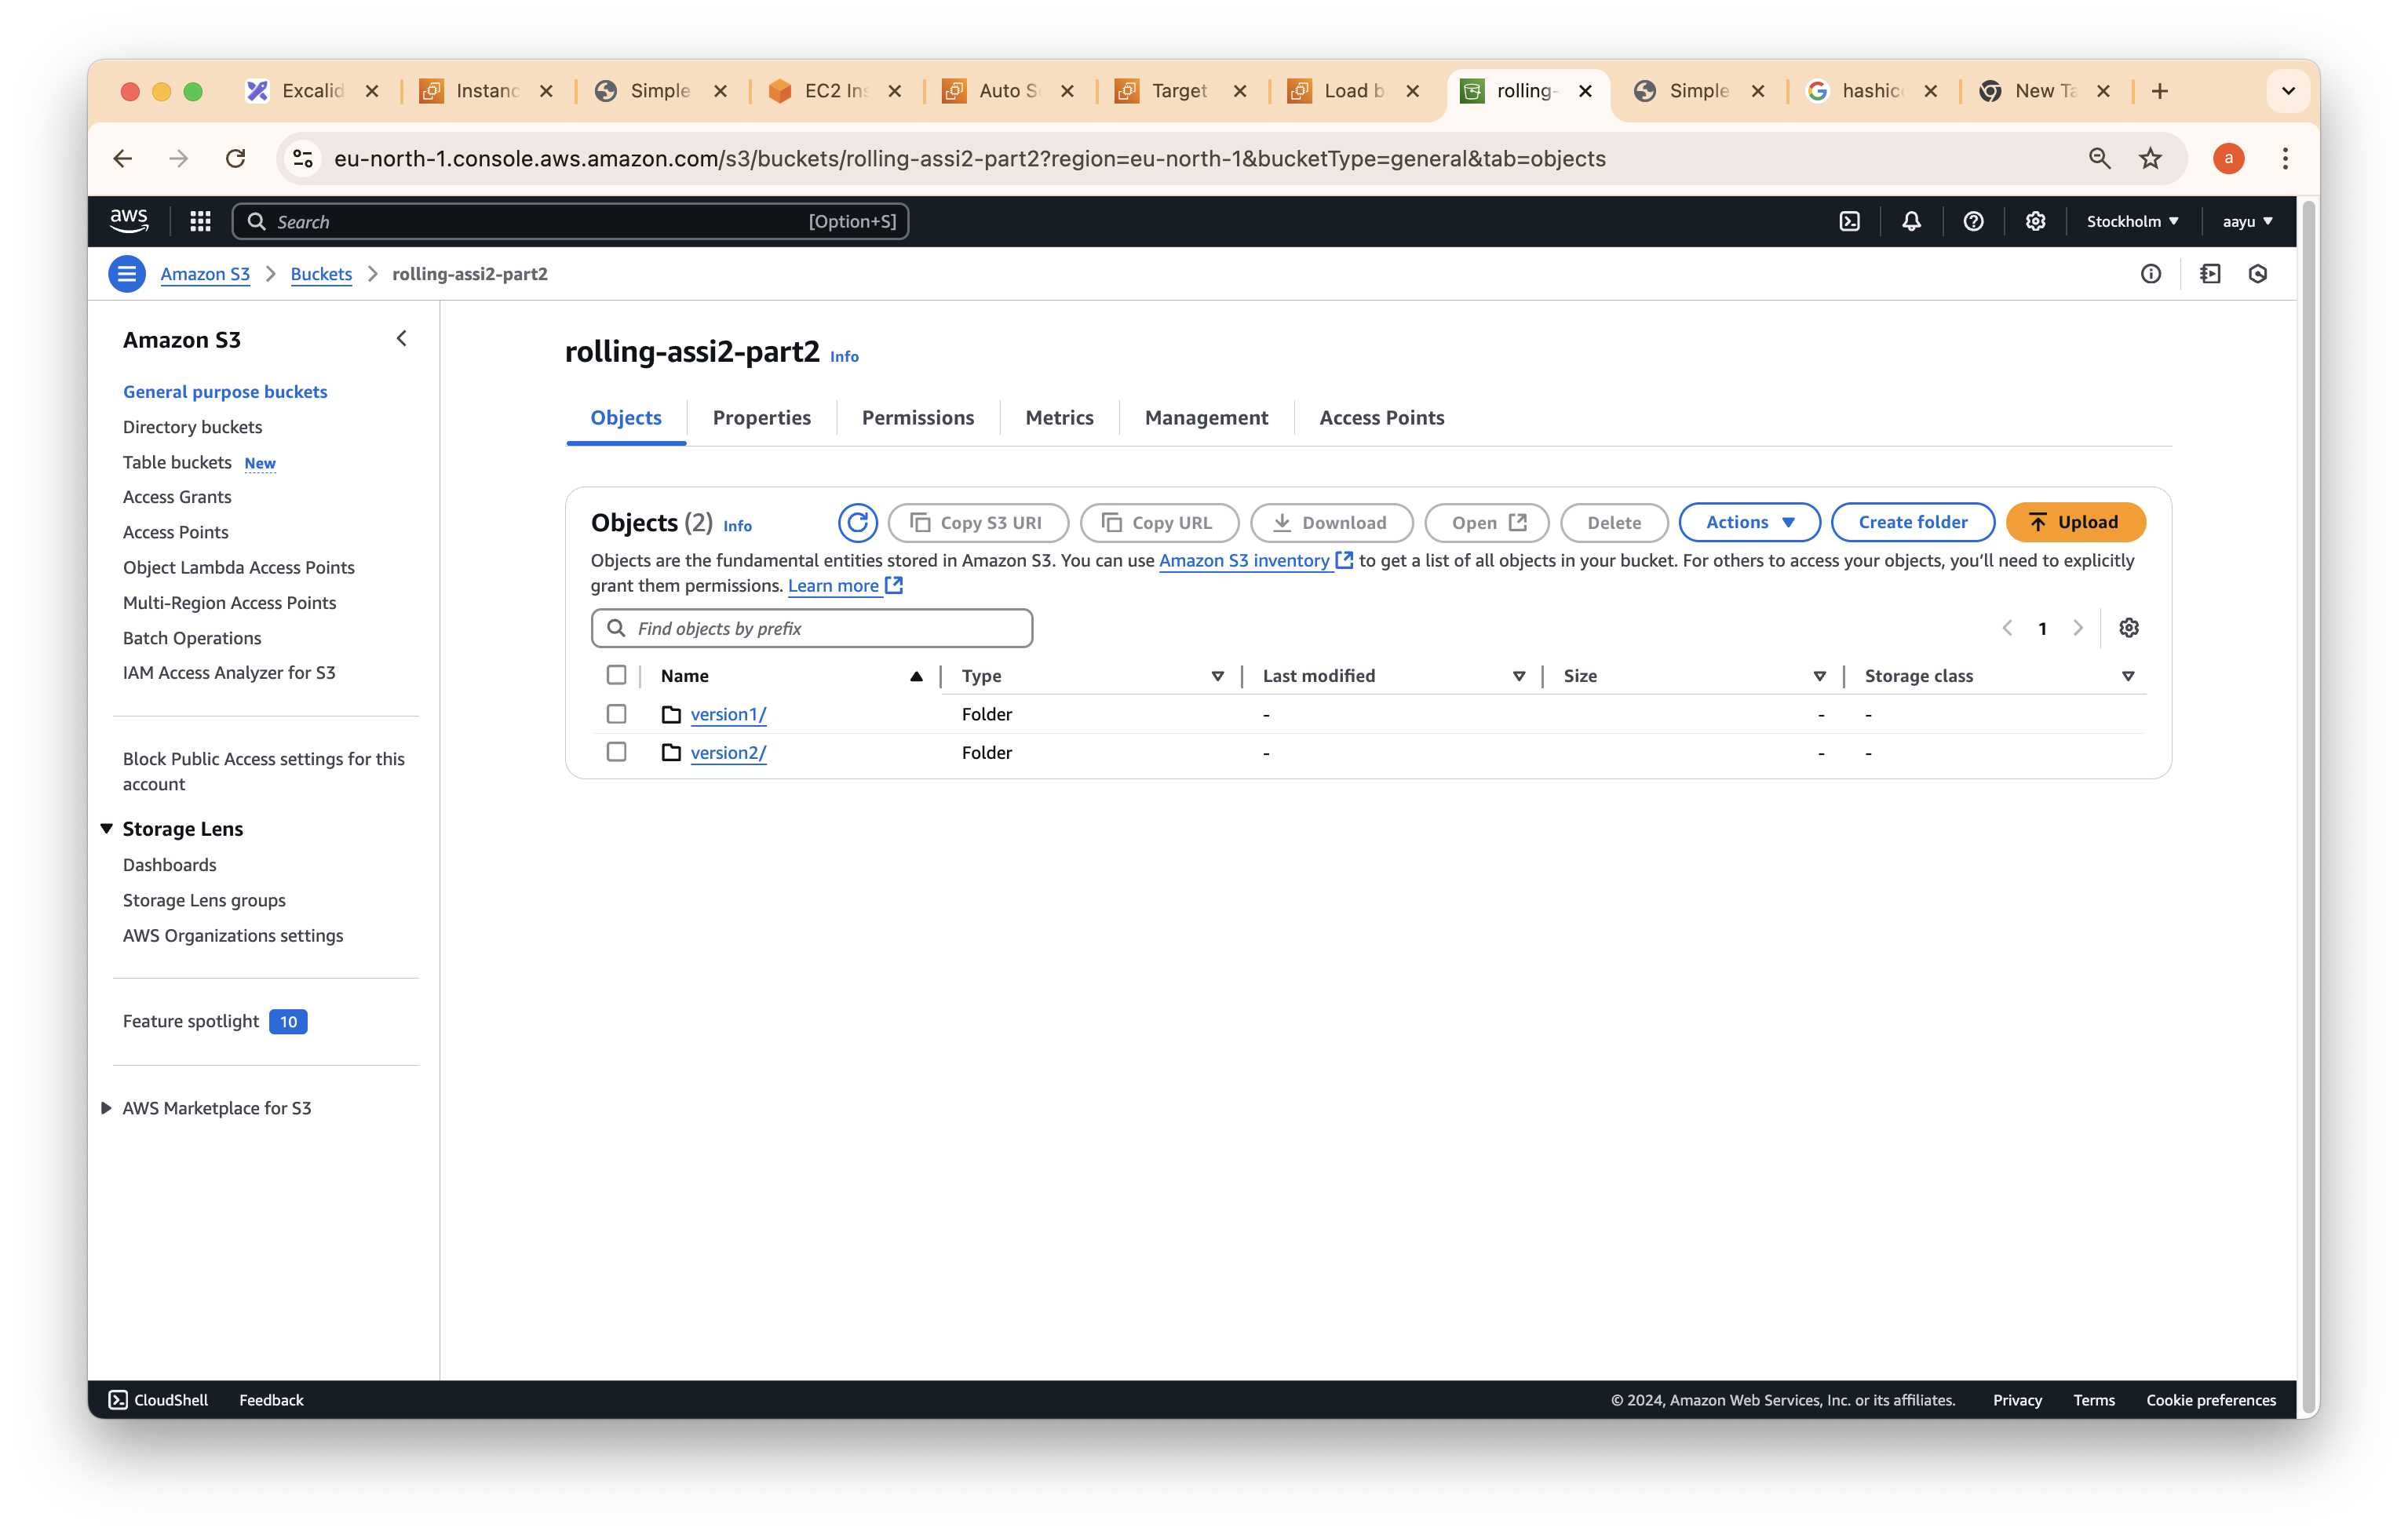 Excalid
Instanc
Simple
EC2 Ins
Auto S
Target
Load b
rolling-
Simple
hashic
New Ta
eu-north-1.console.aws.amazon.com/s3/buckets/rolling-assi2-part2?region=eu-north-1&bucketType=general&tab=objects
a
aws
Search
[Option+S]
Stockholm
aayu
Amazon S3
Buckets
rolling-assi2-part2
Amazon S3
General purpose buckets
Directory buckets
Table buckets New
Access Grants
Access Points
Object Lambda Access Points
Multi-Region Access Points
Batch Operations
IAM Access Analyzer for S3
Block Public Access settings for this
account
Storage Lens
Dashboards
Storage Lens groups
AWS Organizations settings
Feature spotlight 10
AWS Marketplace for S3
rolling-assi2-part2 Info
Objects
Properties
Permissions
Metrics
Management
Access Points
Objects (2) Info
Copy S3 URI
Copy URL
Download
Open
Delete
Actions
Create folder
Upload
Objects are the fundamental entities stored in Amazon S3. You can use Amazon S3 inventory to get a list of all objects in your bucket. For others to access your objects, you’ll need to explicitly
grant them permissions. Learn more
Find objects by prefix
1
Name Type Last modified Size Storage class
version1/ Folder - - -
version2/ Folder - - -
CloudShell
Feedback
© 2024, Amazon Web Services, Inc. or its affiliates.
Privacy
Terms
Cookie preferences